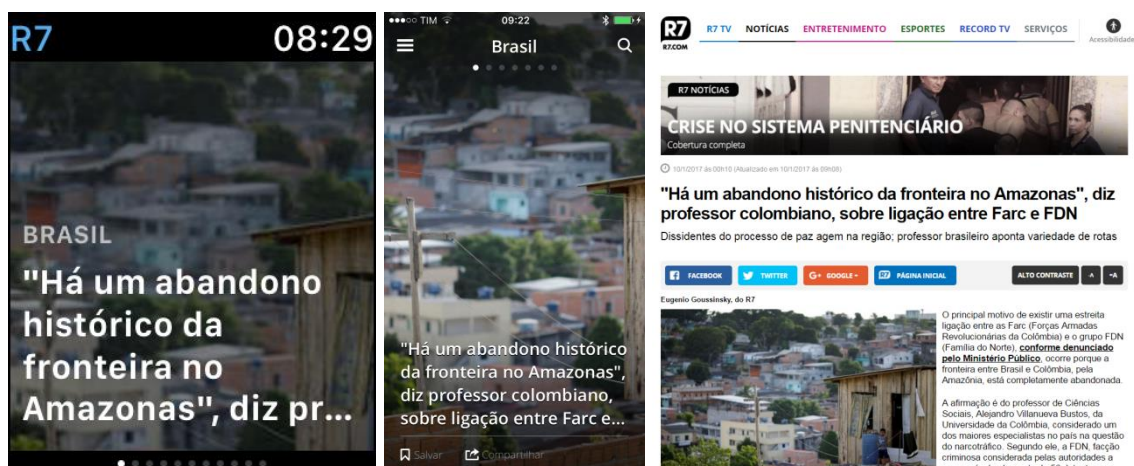 R7 08:29
BRASIL
"Há um abandono
histórico da
fronteira no
Amazonas", diz pr...
TIM 09:22
Brasil
"Há um abandono histórico
da fronteira no Amazonas",
diz professor colombiano,
sobre ligação entre Farc e...
Salvar Compartilhar
R7 R7 TV NOTÍCIAS ENTRETENIMENTO ESPORTES RECORD TV SERVIÇOS
R7.COM Acessibilidade
R7 NOTÍCIAS
CRISE NO SISTEMA PENITENCIÁRIO
Cobertura completa
10/1/2017 às 00h10 (Atualizado em 10/1/2017 às 09h08)
"Há um abandono histórico da fronteira no Amazonas", diz
professor colombiano, sobre ligação entre Farc e FDN
Dissidentes do processo de paz agem na região; professor brasileiro aponta variedade de rotas
FACEBOOK TWITTER G+ GOOGLE+ R7 PÁGINA INICIAL ALTO CONTRASTE A -A
Eugenio Goussinsky, do R7
O principal motivo de existir uma estreita
ligação entre as Farc (Forças Armadas
Revolucionárias da Colômbia) e o grupo FDN
(Família do Norte), conforme denunciado
pelo Ministério Público, ocorre porque a
fronteira entre Brasil e Colômbia, pela
Amazônia, está completamente abandonada.
A afirmação é do professor de Ciências
Sociais, Alejandro Villanueva Bustos, da
Universidade da Colômbia, considerado um
dos maiores especialistas no país na questão
do narcotráfico. Segundo ele, a FDN, facção
criminosa considerada pelas autoridades a